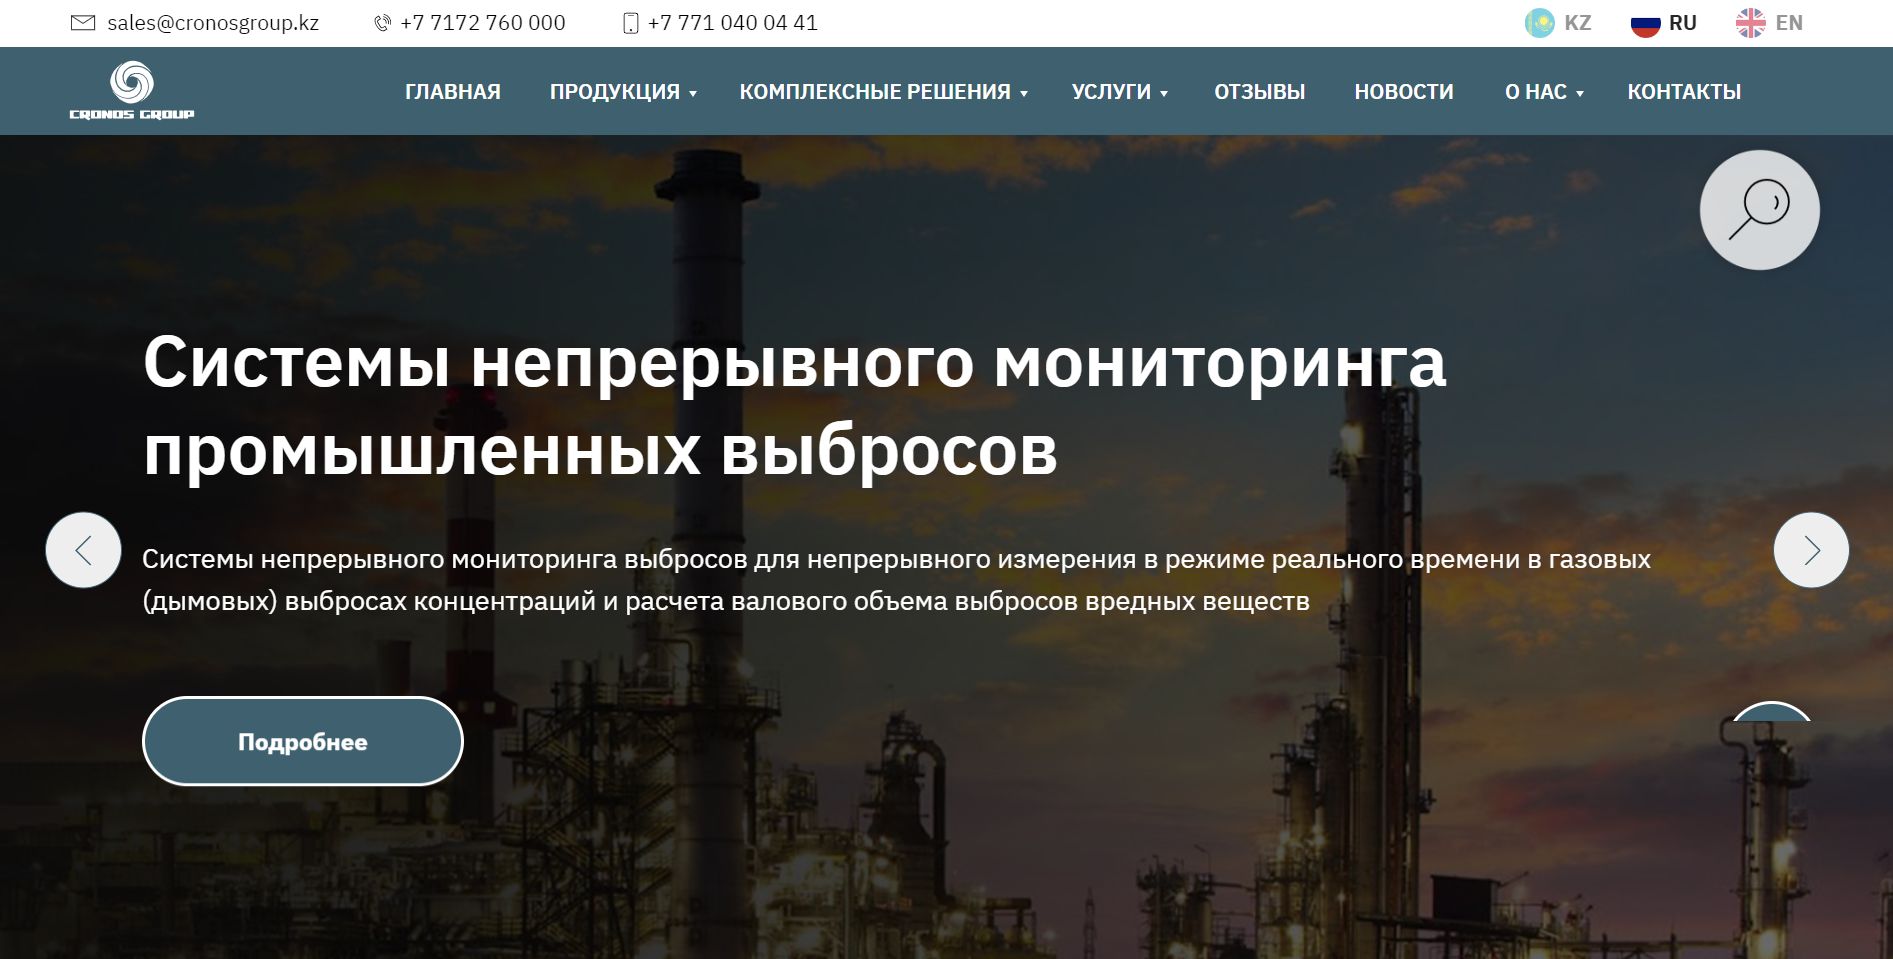 sales@cronosgroup.kz +7 7172 760 000 +7 771 040 04 41 KZ RU EN
CRONOS GROUP ГЛАВНАЯ ПРОДУКЦИЯ КОМПЛЕКСНЫЕ РЕШЕНИЯ УСЛУГИ ОТЗЫВЫ НОВОСТИ О НАС КОНТАКТЫ
Системы непрерывного мониторинга
промышленных выбросов
Системы непрерывного мониторинга выбросов для непрерывного измерения в режиме реального времени в газовых
(дымовых) выбросах концентраций и расчета валового объема выбросов вредных веществ
Подробнее